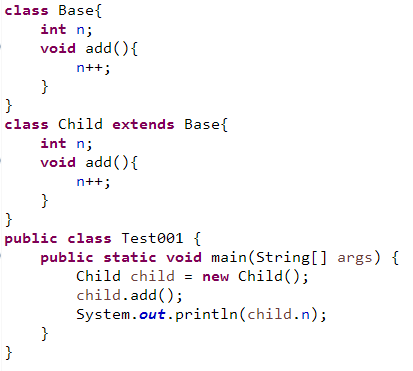 class Base{
    int n;
    void add(){
        n++;
    }
}
class Child extends Base{
    int n;
    void add(){
        n++;
    }
}
public class Test001 {
    public static void main(String[] args) {
        Child child = new Child();
        child.add();
        System.out.println(child.n);
    }
}